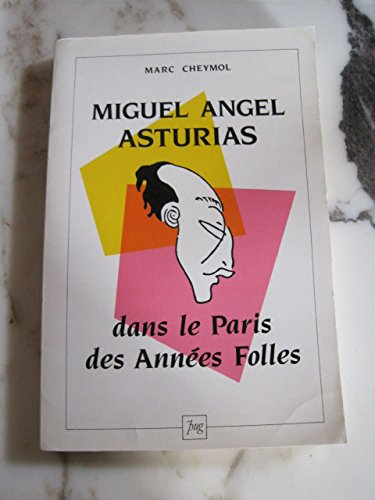 MARC CHEYMOL
MIGUEL ANGEL
ASTURIAS
dans le Paris
des Années Folles
pug